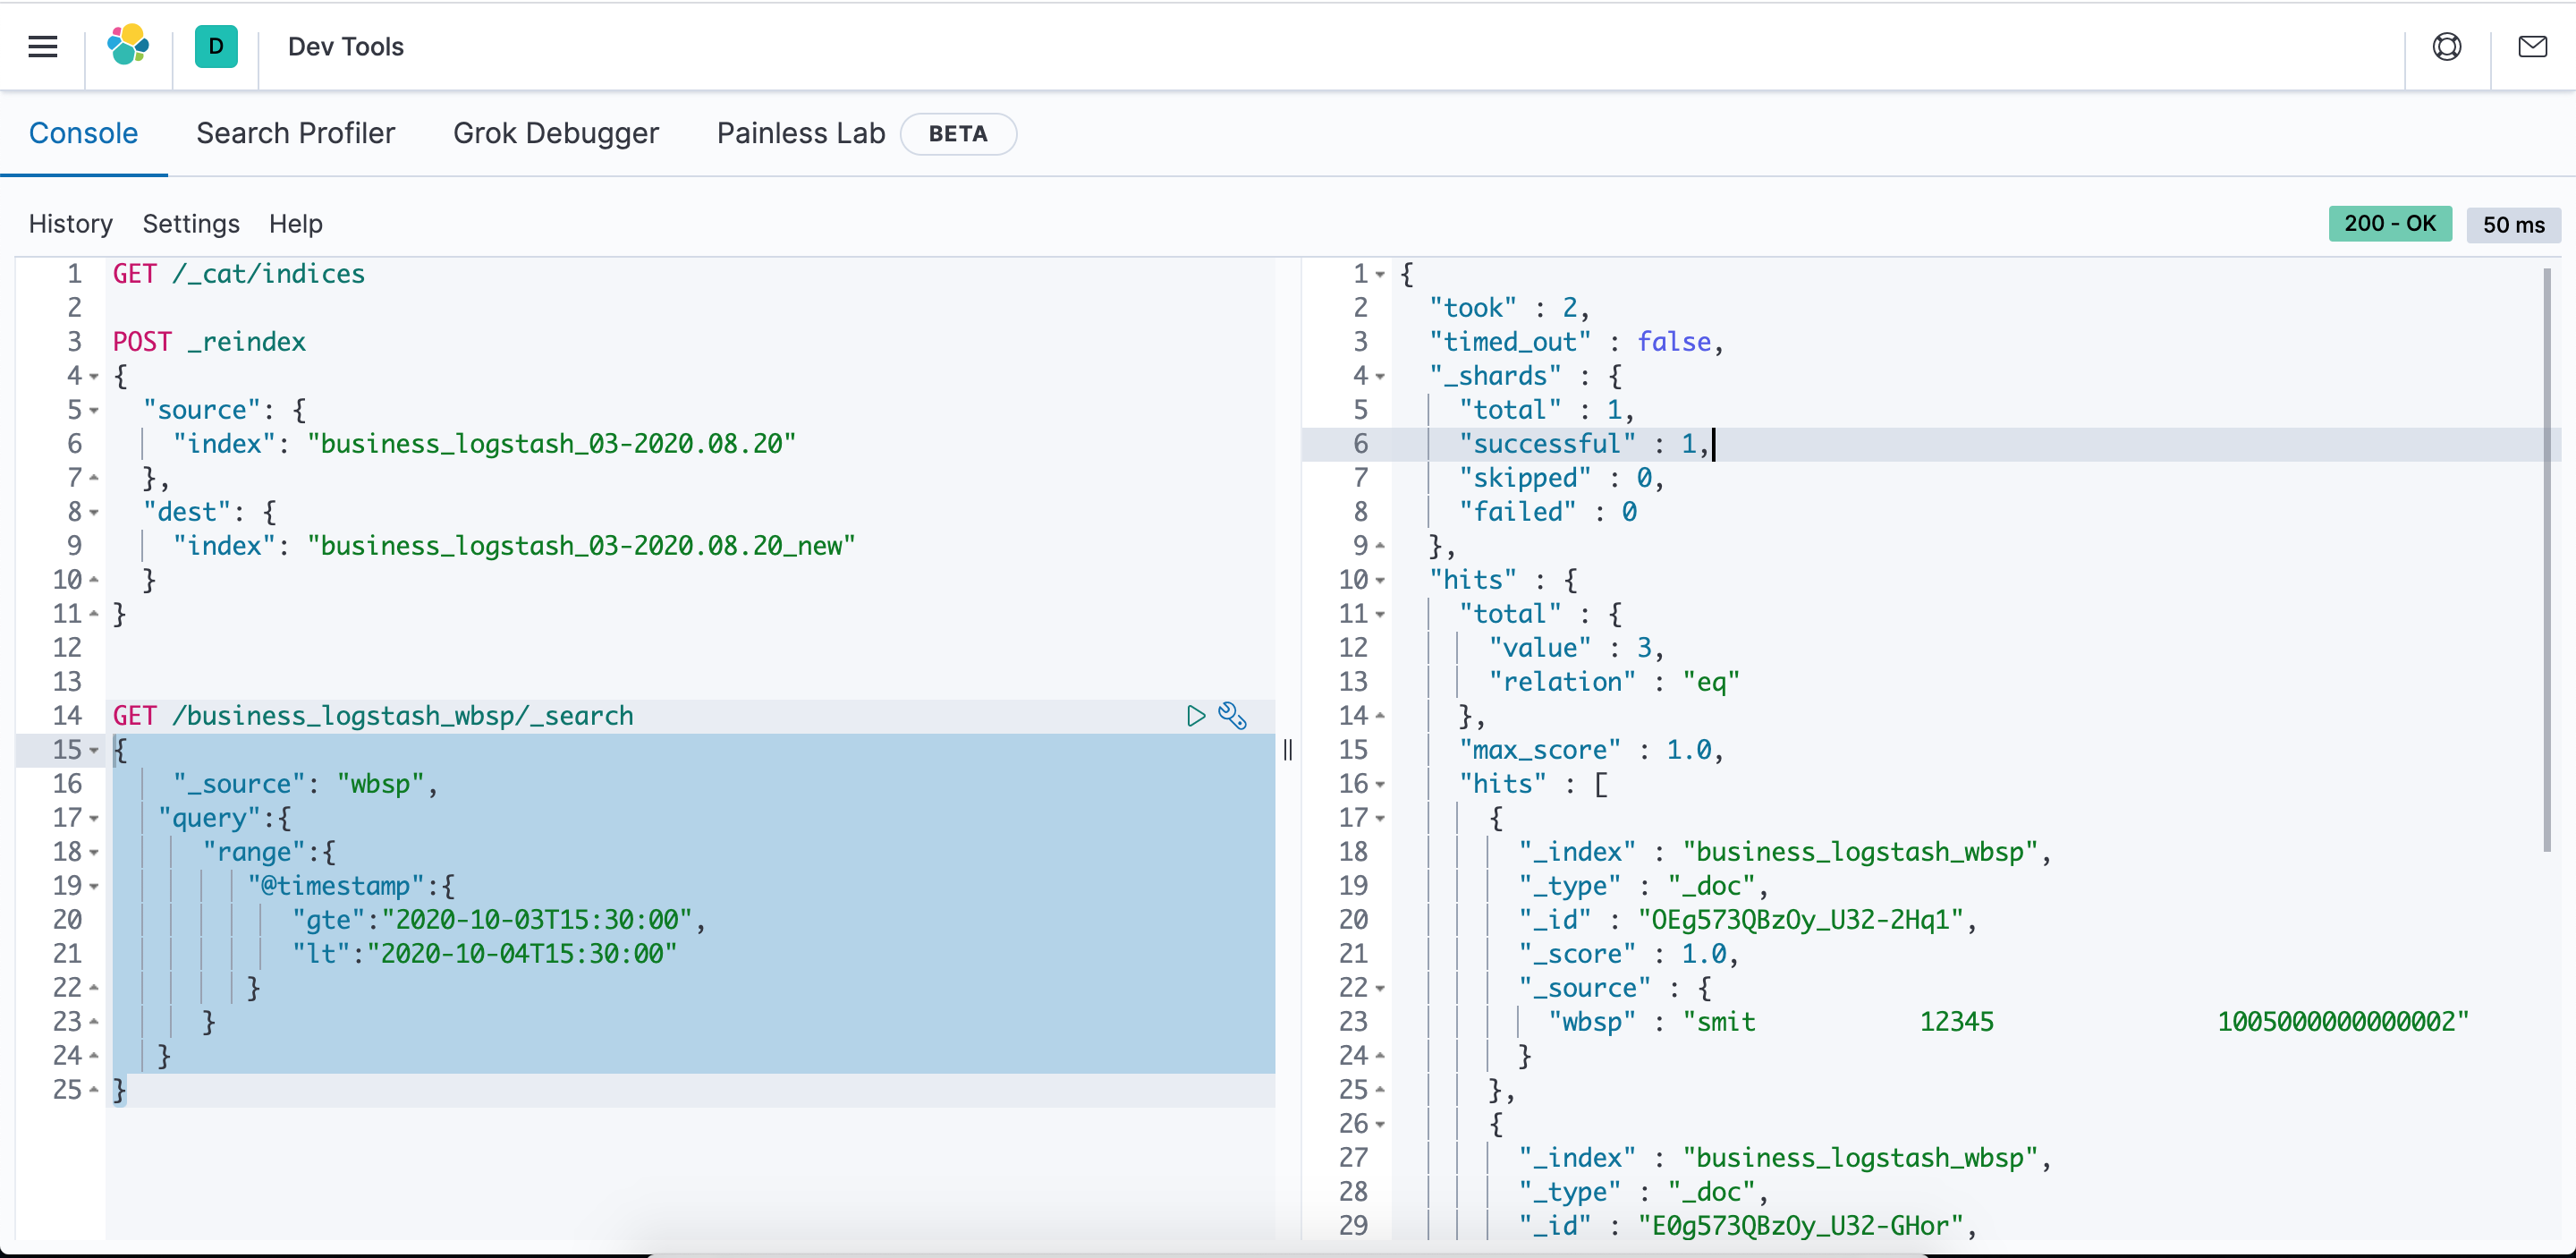 D Dev Tools
Console Search Profiler Grok Debugger Painless Lab BETA
History Settings Help 200 - OK 50 ms
1 GET /_cat/indices
2
3 POST _reindex
4 {
5 "source": {
6 "index": "business_logstash_03-2020.08.20"
7 },
8 "dest": {
9 "index": "business_logstash_03-2020.08.20_new"
10 }
11 }
12
13
14 GET /business_logstash_wbsp/_search
15 {
16 "_source": "wbsp",
17 "query":{
18 "range":{
19 "@timestamp":{
20 "gte":"2020-10-03T15:30:00",
21 "lt":"2020-10-04T15:30:00"
22 }
23 }
24 }
25 }
1 {
2 "took" : 2,
3 "timed_out" : false,
4 "_shards" : {
5 "total" : 1,
6 "successful" : 1,
7 "skipped" : 0,
8 "failed" : 0
9 },
10 "hits" : {
11 "total" : {
12 "value" : 3,
13 "relation" : "eq"
14 },
15 "max_score" : 1.0,
16 "hits" : [
17 {
18 "_index" : "business_logstash_wbsp",
19 "_type" : "_doc",
20 "_id" : "OEg573QBzOy_U32-2Hq1",
21 "_score" : 1.0,
22 "_source" : {
23 "wbsp" : "smit           12345               1005000000000002"
24 }
25 },
26 {
27 "_index" : "business_logstash_wbsp",
28 "_type" : "_doc",
29 "_id" : "E0g573QBzOy_U32-GHor",